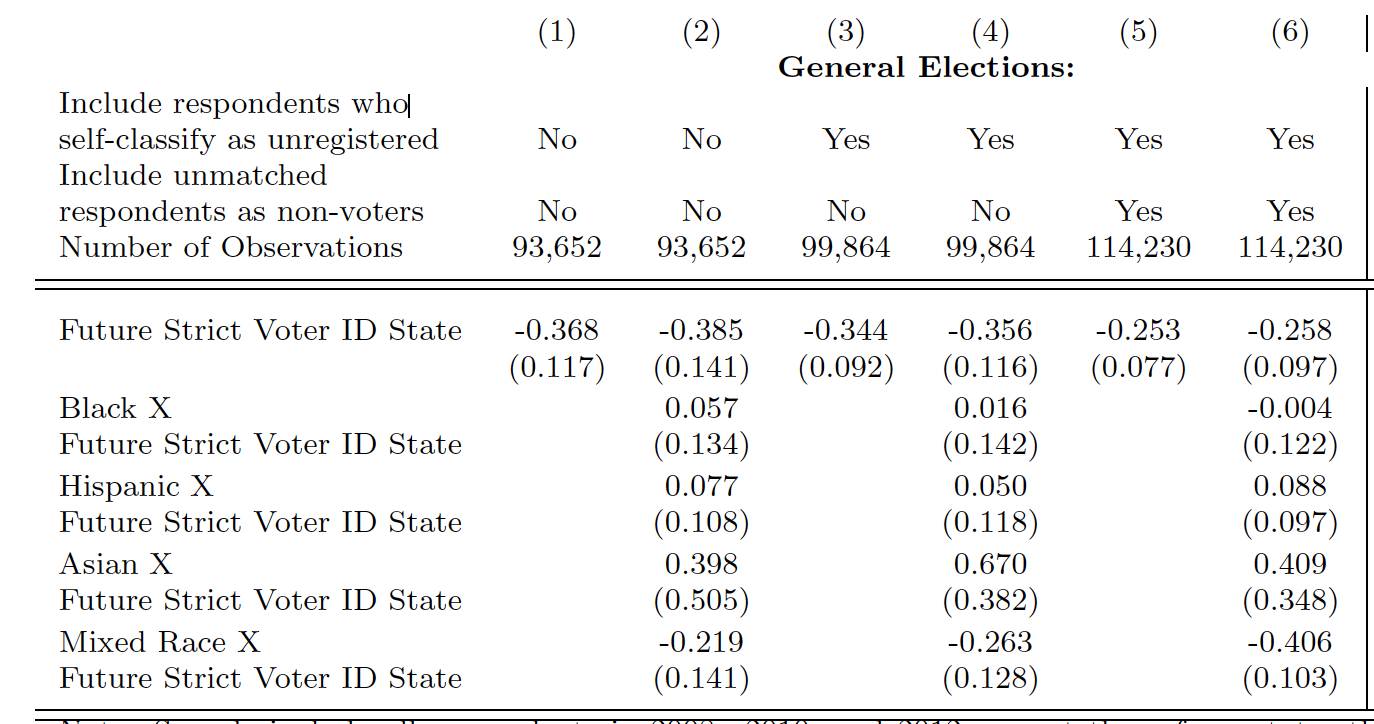 (1) (2) (3) (4) (5) (6)
General Elections:
Include respondents who
self-classify as unregistered No No Yes Yes Yes Yes
Include unmatched
respondents as non-voters No No No No Yes Yes
Number of Observations 93,652 93,652 99,864 99,864 114,230 114,230
Future Strict Voter ID State -0.368 -0.385 -0.344 -0.356 -0.253 -0.258
(0.117) (0.141) (0.092) (0.116) (0.077) (0.097)
Black X 0.057 0.016 -0.004
Future Strict Voter ID State (0.134) (0.142) (0.122)
Hispanic X 0.077 0.050 0.088
Future Strict Voter ID State (0.108) (0.118) (0.097)
Asian X 0.398 0.670 0.409
Future Strict Voter ID State (0.505) (0.382) (0.348)
Mixed Race X -0.219 -0.263 -0.406
Future Strict Voter ID State (0.141) (0.128) (0.103)